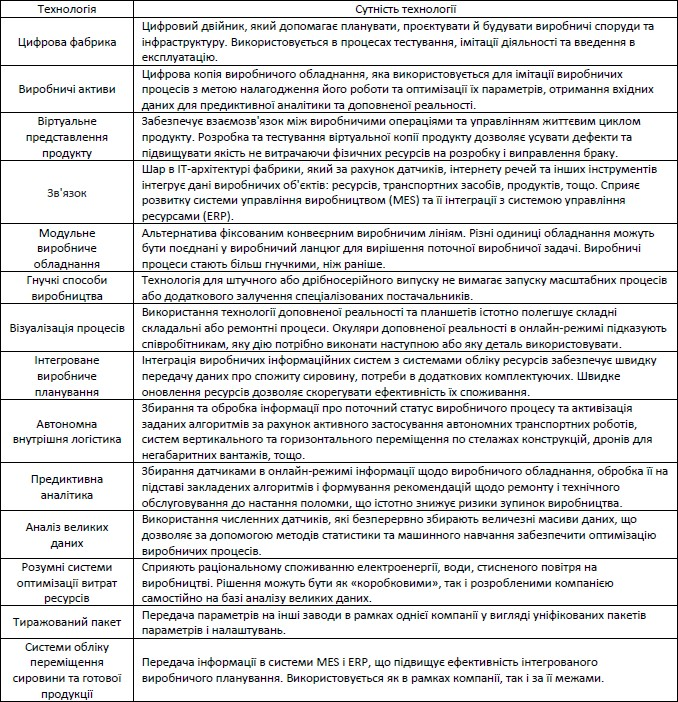 Технологія
Сутність технології
Цифрова фабрика
Цифровий двійник, який допомагає планувати, проєктувати й будувати виробничі споруди та
інфраструктуру. Використовується в процесах тестування, імітації діяльності та введення в
експлуатацію.
Виробничі активи
Цифрова копія виробничого обладнання, яка використовується для імітації виробничих
процесів з метою налагодження його роботи та оптимізації їх параметрів, отримання вхідних
даних для предиктивної аналітики та доповненої реальності.
Віртуальне
представлення
продукту
Забезпечує взаємозв'язок між виробничими операціями та управлінням життєвим циклом
продукту. Розробка та тестування віртуальної копії продукту дозволяє усувати дефекти та
підвищувати якість не витрачаючи фізичних ресурсів на розробку і виправлення браку.
Зв'язок
Шар в ІТ-архітектурі фабрики, який за рахунок датчиків, інтернету речей та інших інструментів
інтегрує дані виробничих об'єктів: ресурсів, транспортних засобів, продуктів, тощо. Сприяє
розвитку системи управління виробництвом (MES) та її інтеграції з системою управління
ресурсами (ERP).
Модульне
виробниче
обладнання
Альтернатива фіксованим конвеєрним виробничим лініям. Різні одиниці обладнання можуть
бути поєднані у виробничий ланцюг для вирішення поточної виробничої задачі. Виробничі
процеси стають більш гнучкими, ніж раніше.
Гнучкі способи
виробництва
Технологія для штучного або дрібносерійного випуску не вимагає запуску масштабних процесів
або додаткового залучення спеціалізованих постачальників.
Візуалізація процесів
Використання технології доповненої реальності та планшетів істотно полегшує складні
складальні або ремонтні процеси. Окуляри доповненої реальності в онлайн-режимі підказують
співробітникам, яку дію потрібно виконати наступною або яку деталь використовувати.
Інтегроване
виробниче
планування
Інтеграція виробничих інформаційних систем з системами обліку ресурсів забезпечує швидку
передачу даних про спожиту сировину, потреби в додаткових комплектуючих. Швидке
оновлення ресурсів дозволяє скорегувати ефективність їх споживання.
Автономна
внутрішня логістика
Збирання та обробка інформації про поточний статус виробничого процесу та активізація
заданих алгоритмів за рахунок активного застосування автономних транспортних роботів,
систем вертикального та горизонтального переміщення по стелажах конструкцій, дронів для
негабаритних вантажів, тощо.
Предиктивна
аналітика
Збирання датчиками в онлайн-режимі інформації щодо виробничого обладнання, обробка її на
підставі закладених алгоритмів і формування рекомендацій щодо ремонту і технічного
обслуговування до настання поломки, що істотно знижує ризики зупинок виробництва.
Аналіз великих
даних
Використання численних датчиків, які безперервно збирають величезні масиви даних, що
дозволяє за допомогою методів статистики та машинного навчання забезпечити оптимізацію
виробничих процесів.
Розумні системи
оптимізації витрат
ресурсів
Сприяють раціональному споживанню електроенергії, води, стисненого повітря на
виробництві. Рішення можуть бути як «коробковими», так і розробленими компанією
самостійно на базі аналізу великих даних.
Тиражований пакет
Передача параметрів на інші заводи в рамках однієї компанії у вигляді уніфікованих пакетів
параметрів і налаштувань.
Системи обліку
переміщення
сировини та готової
продукції
Передача інформації в системи MES і ERP, що підвищує ефективність інтегрованого
виробничого планування. Використовується як в рамках компанії, так і за її межами.